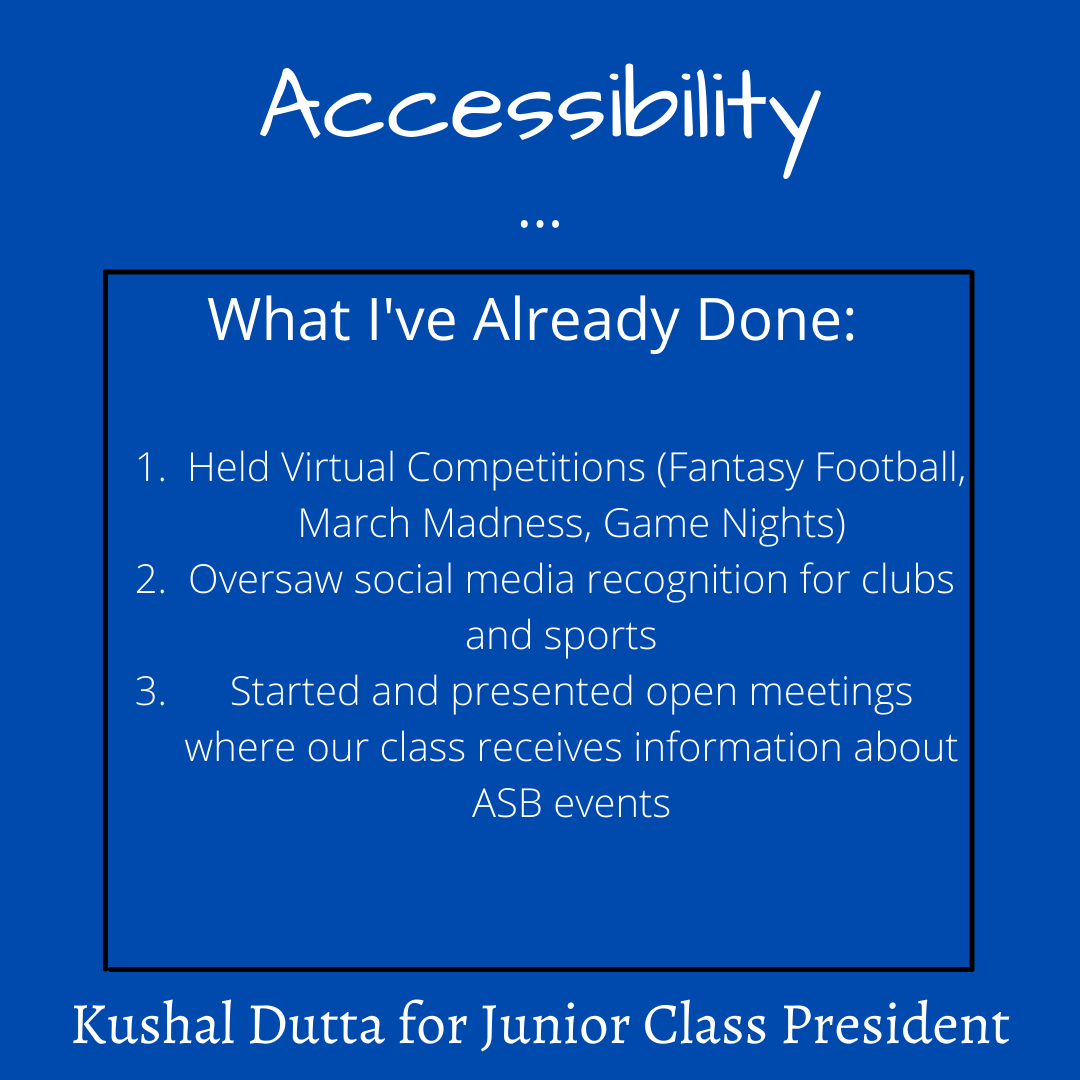 Accessibility
...
What I've Already Done:
1. Held Virtual Competitions (Fantasy Football,
March Madness, Game Nights)
2. Oversaw social media recognition for clubs
and sports
3. Started and presented open meetings
where our class receives information about
ASB events
Kushal Dutta for Junior Class President